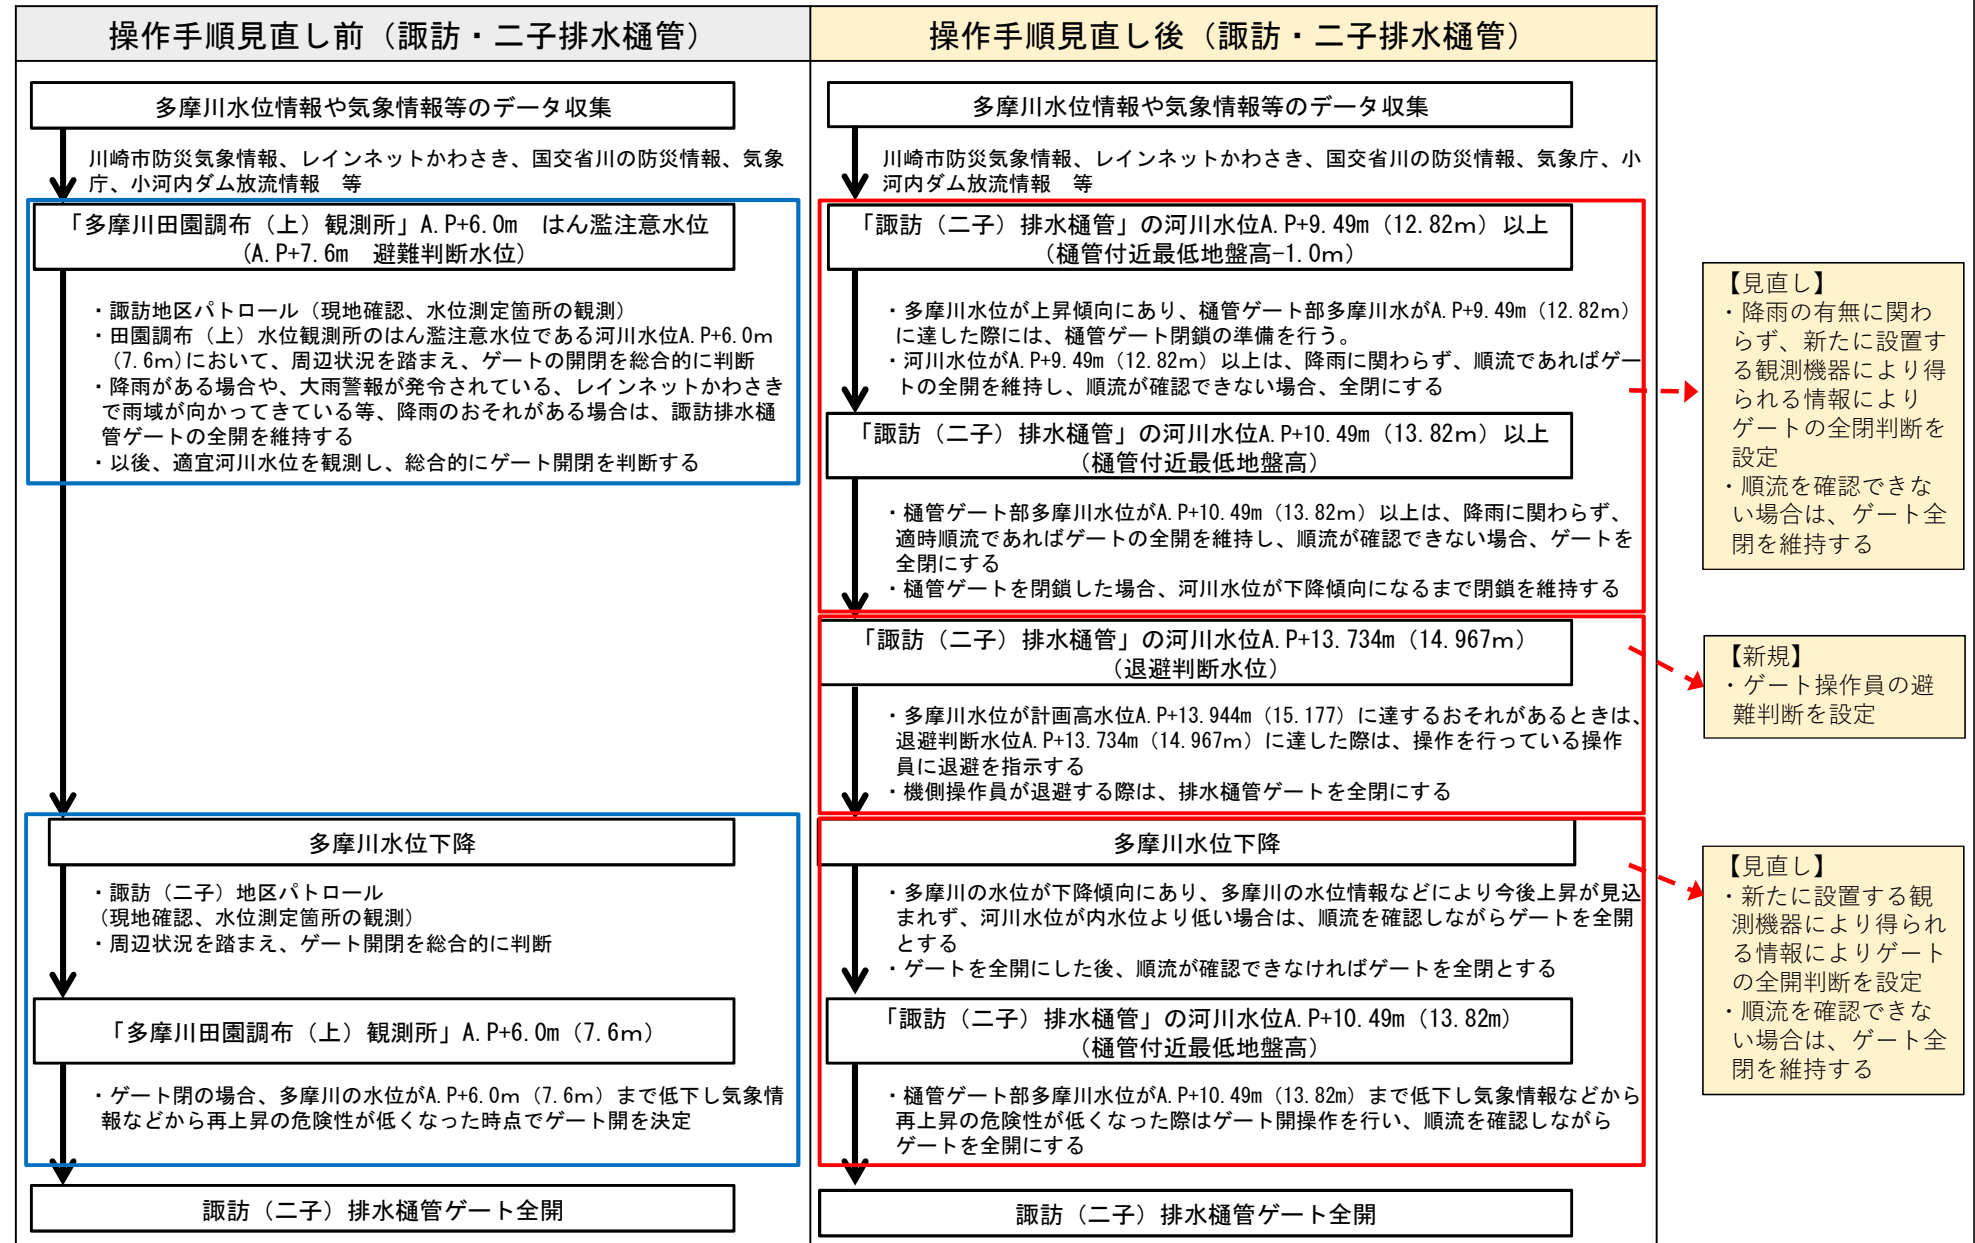 操作手順見直し前（諏訪・二子排水樋管）
多摩川水位情報や気象情報等のデータ収集
川崎市防災気象情報、レインネットかわさき、国交省川の防災情報、気象
庁、小河内ダム放流情報　等
「多摩川田園調布（上）観測所」A.P+6.0m　はん濫注意水位
（A.P+7.6m　避難判断水位）
・諏訪地区パトロール（現地確認、水位測定箇所の観測）
・田園調布（上）水位観測所のはん濫注意水位である河川水位A.P+6.0m
（7.6m）において、周辺状況を踏まえ、ゲートの開閉を総合的に判断
・降雨がある場合や、大雨警報が発令されている、レインネットかわさき
で雨域が向かってきている等、降雨のおそれがある場合は、諏訪排水樋
管ゲートの全開を維持する
・以後、適宜河川水位を観測し、総合的にゲート開閉を判断する
多摩川水位下降
・諏訪（二子）地区パトロール
（現地確認、水位測定箇所の観測）
・周辺状況を踏まえ、ゲート開閉を総合的に判断
「多摩川田園調布（上）観測所」A.P+6.0m（7.6m）
・ゲート閉の場合、多摩川の水位がA.P+6.0m（7.6m）まで低下し気象情
報などから再上昇の危険性が低くなった時点でゲート開を決定
諏訪（二子）排水樋管ゲート全開
操作手順見直し後（諏訪・二子排水樋管）
多摩川水位情報や気象情報等のデータ収集
川崎市防災気象情報、レインネットかわさき、国交省川の防災情報、気象庁、小
河内ダム放流情報　等
「諏訪（二子）排水樋管」の河川水位A.P+9.49m（12.82m）以上
（樋管付近最低地盤高-1.0m）
・多摩川水位が上昇傾向にあり、樋管ゲート部多摩川水がA.P+9.49m（12.82m）
に達した際には、樋管ゲート閉鎖の準備を行う。
・河川水位がA.P+9.49m（12.82m）以上は、降雨に関わらず、順流であればゲー
トの全開を維持し、順流が確認できない場合、全閉にする
「諏訪（二子）排水樋管」の河川水位A.P+10.49m（13.82m）以上
（樋管付近最低地盤高）
・樋管ゲート部多摩川水位がA.P+10.49m（13.82m）以上は、降雨に関わらず、
適時順流であればゲートの全開を維持し、順流が確認できない場合、ゲートを
全閉にする
・樋管ゲートを閉鎖した場合、河川水位が下降傾向になるまで閉鎖を維持する
「諏訪（二子）排水樋管」の河川水位A.P+13.734m（14.967m）
（退避判断水位）
・多摩川水位が計画高水位A.P+13.944m（15.177）に達するおそれがあるときは、
退避判断水位A.P+13.734m（14.967m）に達した際は、操作を行っている操作
員に退避を指示する
・機側操作員が退避する際は、排水樋管ゲートを全閉にする
多摩川水位下降
・多摩川の水位が下降傾向にあり、多摩川の水位情報などにより今後上昇が見込
まれず、河川水位が内水位より低い場合は、順流を確認しながらゲートを全開
とする
・ゲートを全開にした後、順流が確認できなければゲートを全閉とする
「諏訪（二子）排水樋管」の河川水位A.P+10.49m（13.82m）
（樋管付近最低地盤高）
・樋管ゲート部多摩川水位がA.P+10.49m（13.82m）まで低下し気象情報などから
再上昇の危険性が低くなった際はゲート開操作を行い、順流を確認しながら
ゲートを全開にする
諏訪（二子）排水樋管ゲート全開
【見直し】
・降雨の有無に関わ
らず、新たに設置す
る観測機器により得
られる情報により
ゲートの全閉判断を
設定
・順流を確認できな
い場合は、ゲート全
閉を維持する
【新規】
・ゲート操作員の避
難判断を設定
【見直し】
・新たに設置する観
測機器により得られ
る情報によりゲート
の全開判断を設定
・順流を確認できな
い場合は、ゲート全
閉を維持する